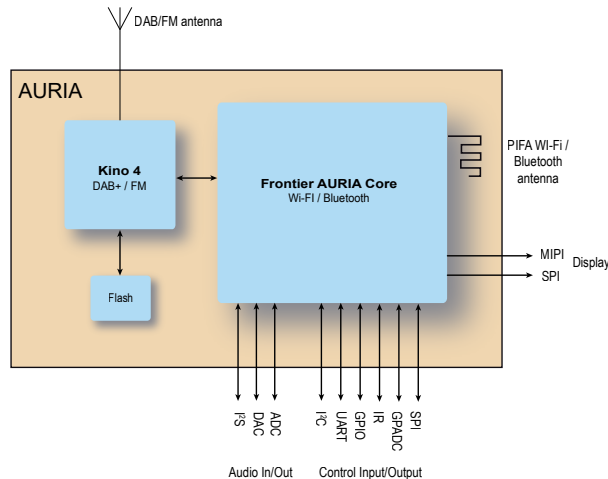 DAB/FM antenna
AURIA
Kino 4
DAB+ / FM
Frontier AURIA Core
Wi-FI / Bluetooth
PIFA WI-Fi /
Bluetooth
antenna
MIPI
Display
SPI
Flash
I²S
DAC
ADC
I²C
UART
GPIO
IR
GPADC
SPI
Audio In/Out
Control Input/Output